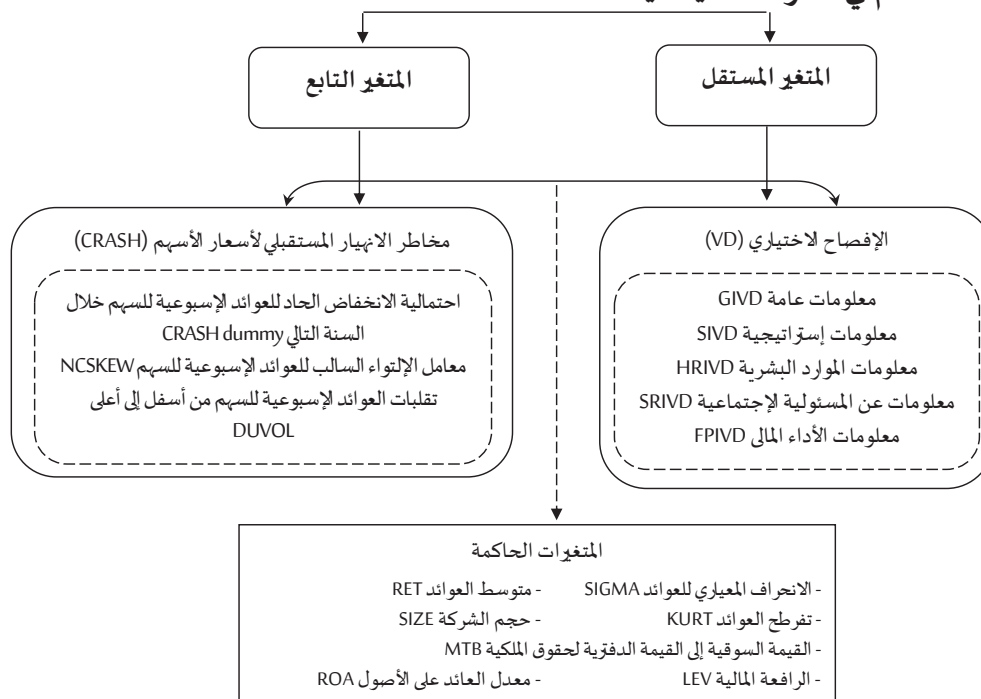 المتغير المستقل
المتغير التابع
الإفصاح الاختياري (VD)
معلومات عامة GIVD
معلومات إستراتيجية SIVD
معلومات الموارد البشرية HRIVD
معلومات عن المسئولية الإجتماعية SRIVD
معلومات الأداء المالى FPIVD
مخاطر الانهيار المستقبلي لأسعار الأسهم (CRASH)
احتمالية الانخفاض الحاد للعوائد الإسبوعية للسهم خلال
السنة التالي CRASH dummy
معامل الإلتواء السالب للعوائد الإسبوعية للسهم NCSKEW
تقلبات العوائد الإسبوعية للسهم من أسفل إلى أعلى
DUVOL
المتغيرات الحاكمة
- الانحراف المعياري للعوائد SIGMA - متوسط العوائد RET
- تفرطح العوائد KURT - حجم الشركة SIZE
- القيمة السوقية إلى القيمة الدفترية لحقوق الملكية MTB
- الرافعة المالية LEV - معدل العائد على الأصول ROA